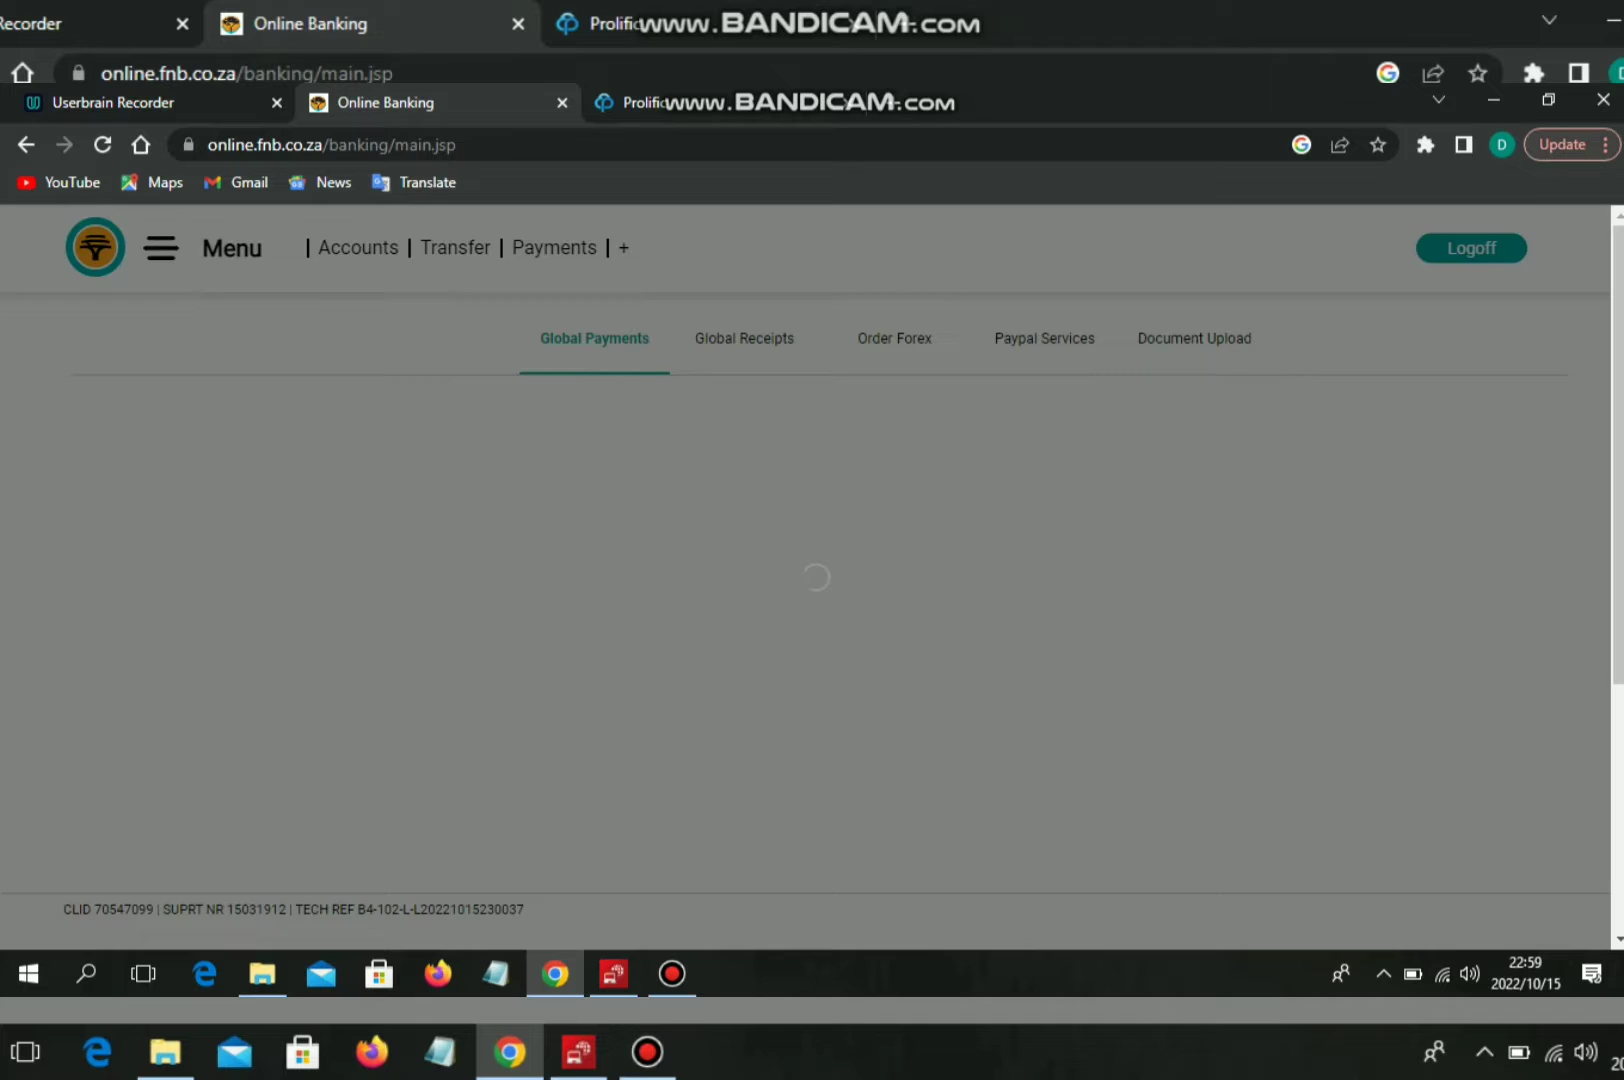 Recorder
Online Banking
Prolific
www.BANDICAM.com
online.fnb.co.za/banking/main.jsp
Userbrain Recorder
Online Banking
Prolific
www.BANDICAM.com
online.fnb.co.za/banking/main.jsp
D
Update
YouTube
Maps
Gmail
News
Translate
Menu
| Accounts | Transfer | Payments | +
Logoff
Global Payments
Global Receipts
Order Forex
Paypal Services
Document Upload
CLID 70547099 | SUPRT NR 15031912 | TECH REF B4-102-L-L20221015230037
22:59
2022/10/15